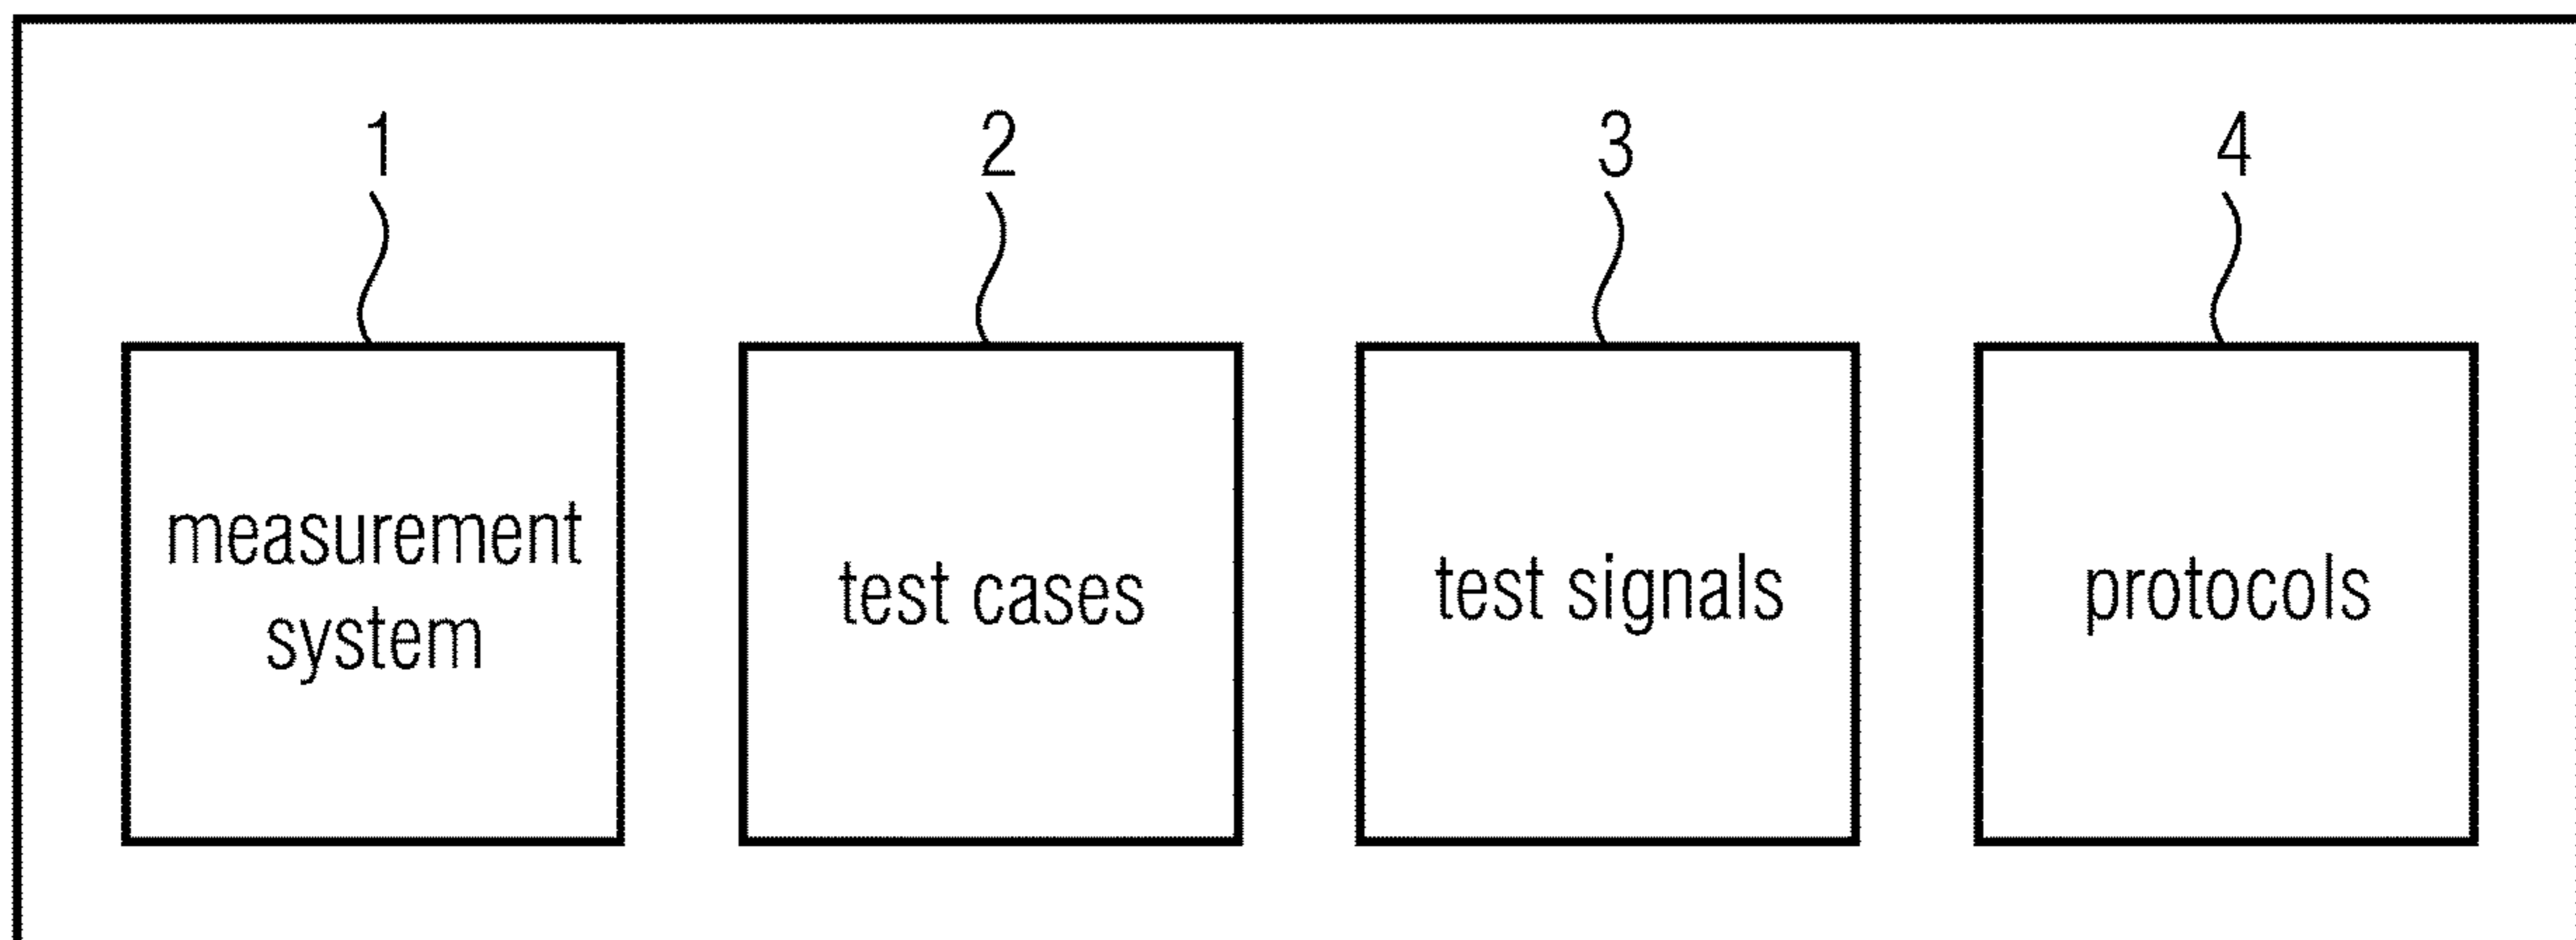 1
2
3
4
measurement
system
test cases
test signals
protocols